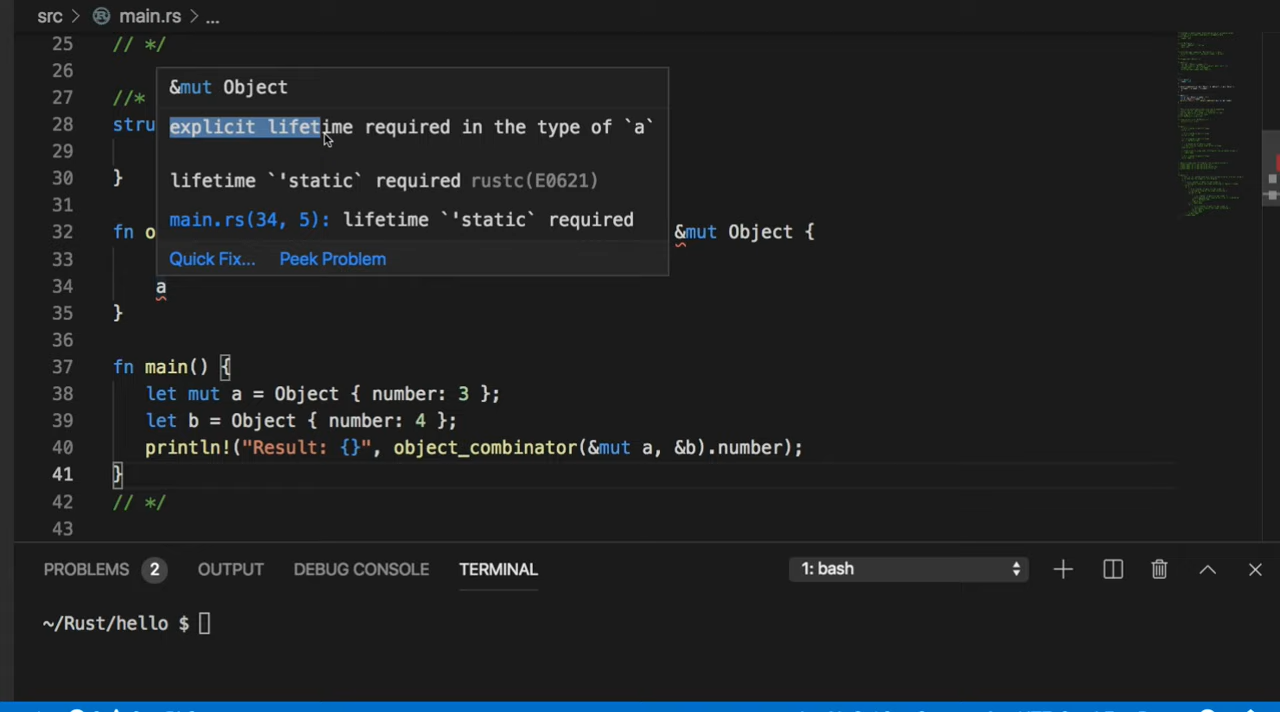 src > main.rs > ...
25 // */
26
&mut Object
27 //*
explicit lifetime required in the type of `a`
28 stru
29
lifetime `'static` required rustc(E0621)
30 }
31
main.rs(34, 5): lifetime `'static` required
32 fn o &mut Object {
33
Quick Fix... Peek Problem
34 a
35 }
36
37 fn main() {
38 let mut a = Object { number: 3 };
39 let b = Object { number: 4 };
40 println!("Result: {}", object_combinator(&mut a, &b).number);
41 }
42 // */
43
PROBLEMS 2 OUTPUT DEBUG CONSOLE TERMINAL 1: bash
~/Rust/hello $